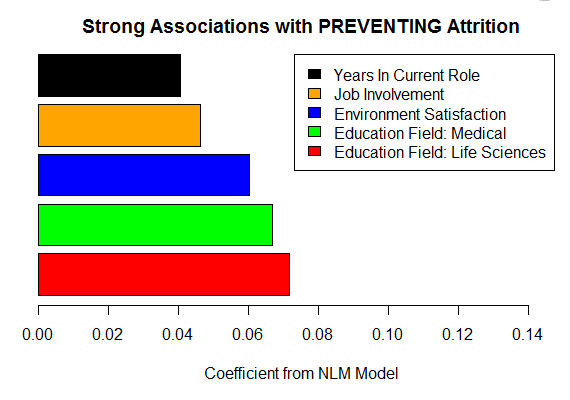 Strong Associations with PREVENTING Attrition
Years In Current Role
Job Involvement
Environment Satisfaction
Education Field: Medical
Education Field: Life Sciences
0.00 0.02 0.04 0.06 0.08 0.10 0.12 0.14
Coefficient from NLM Model